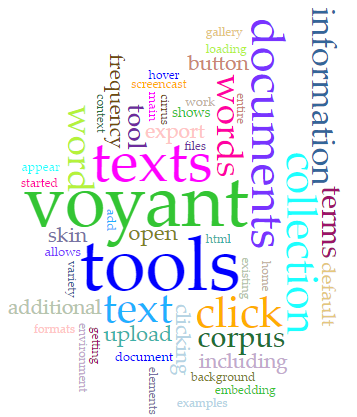 gallery
loading
hover
button
screencast
information
documents
frequency
context
main
cirrus
work
entire
shows
words
word
tool
export
files
texts
appear
started
voyant
collection
terms
add
skin
open
html
allows
variety
tools
existing
home
default
additional
text
click
clicking
formats
environment
getting
upload
corpus
document
including
elements
background
embedding
examples